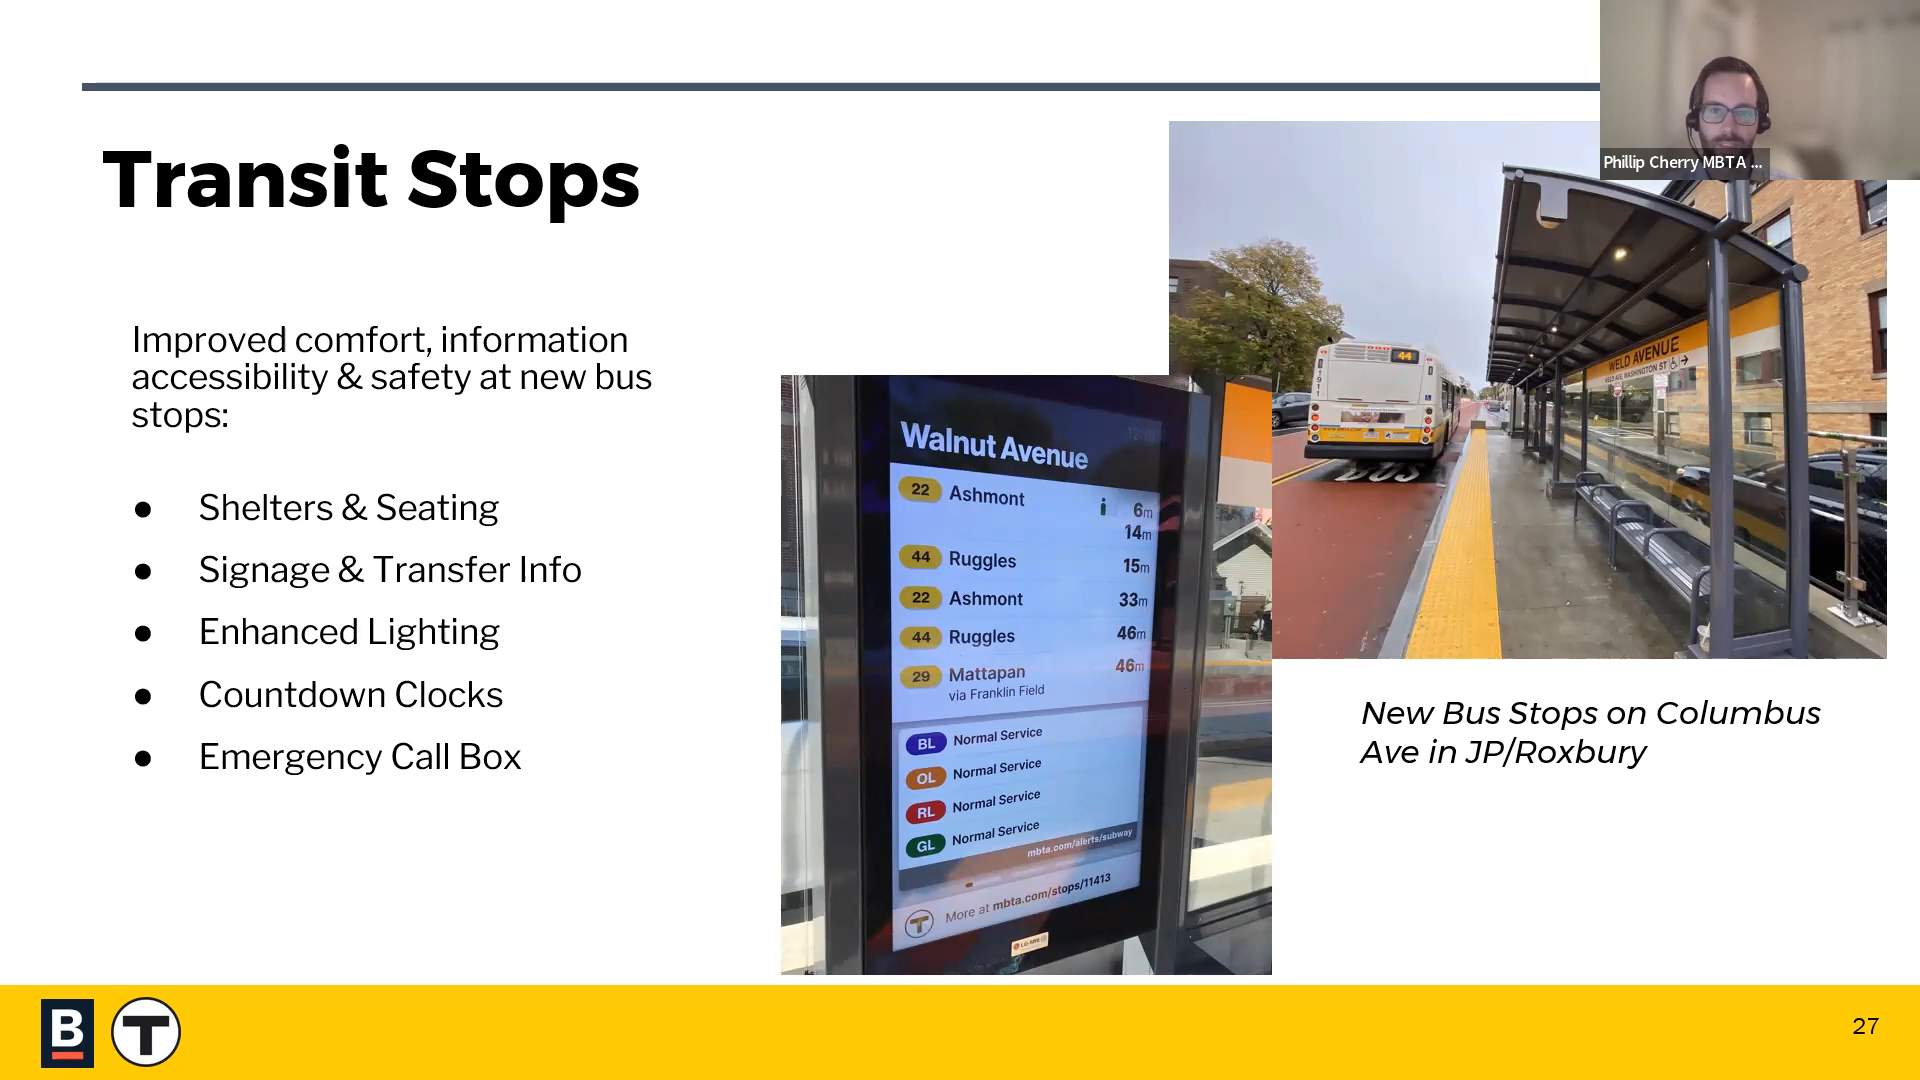 Phillip Cherry MBTA ...
Transit Stops
Improved comfort, information
accessibility & safety at new bus
stops:
● Shelters & Seating
● Signage & Transfer Info
● Enhanced Lighting
● Countdown Clocks
● Emergency Call Box
Walnut Avenue
22 Ashmont 6m
14m
44 Ruggles 15m
22 Ashmont 33m
44 Ruggles 46m
29 Mattapan 46m
via Franklin Field
BL Normal Service
OL Normal Service
RL Normal Service
GL Normal Service
mbta.com/alerts/subway
T More at mbta.com/stops/11413
44
1911
BUS
WELD AVENUE
New Bus Stops on Columbus
Ave in JP/Roxbury
B T
27